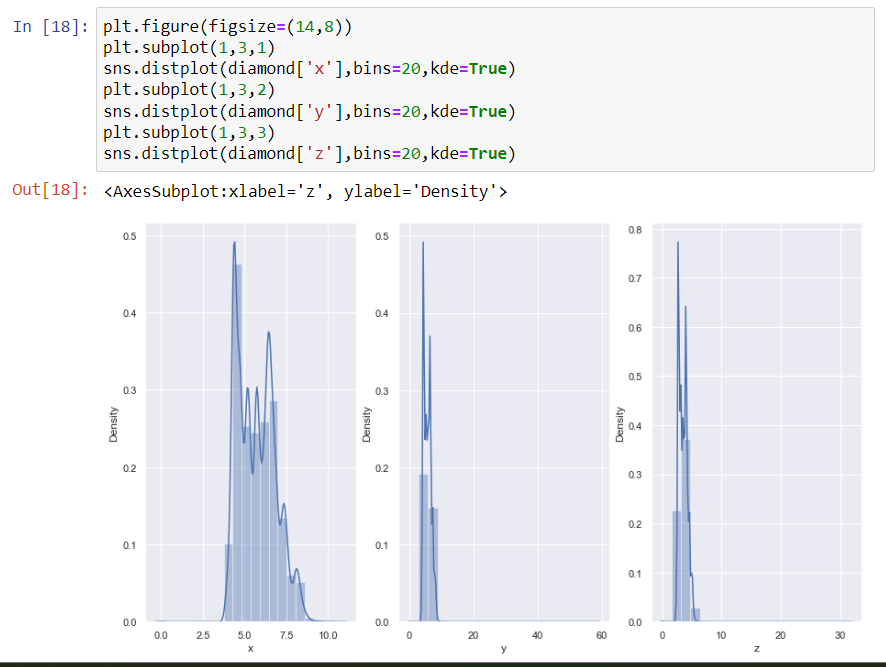 In [18]: plt.figure(figsize=(14,8))
plt.subplot(1,3,1)
sns.distplot(diamond['x'],bins=20,kde=True)
plt.subplot(1,3,2)
sns.distplot(diamond['y'],bins=20,kde=True)
plt.subplot(1,3,3)
sns.distplot(diamond['z'],bins=20,kde=True)
Out[18]: <AxesSubplot:xlabel='z', ylabel='Density'>
0.5
0.4
0.3
0.2
0.1
0.0
Density
0.0 2.5 5.0 7.5 10.0
x
0.5
0.4
0.3
0.2
0.1
0.0
Density
0 20 40 60
y
0.8
0.7
0.6
0.5
0.4
0.3
0.2
0.1
0.0
Density
0 10 20 30
z